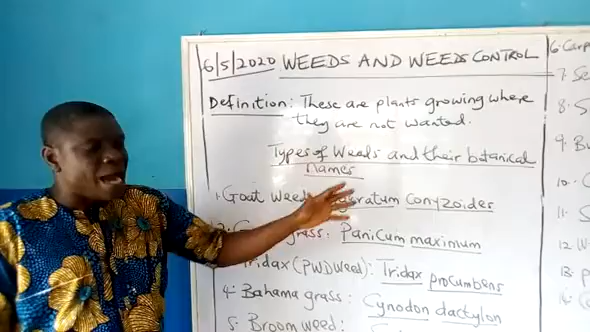 6/5/2020 WEEDS AND WEEDS CONTROL
Definition: These are plants growing where
they are not wanted.
Types of Weeds and their botanical
names
1. Goat weed conyzoides
grass: Panicum maximum
Tridax (PWD Weed): Tridax procumbens
4. Bahama grass: Cynodon dactylon
5. Broom weed:
6. Carp
7. Se
8. S
9. Bu
10.
11. S
12. W
13. P
14.